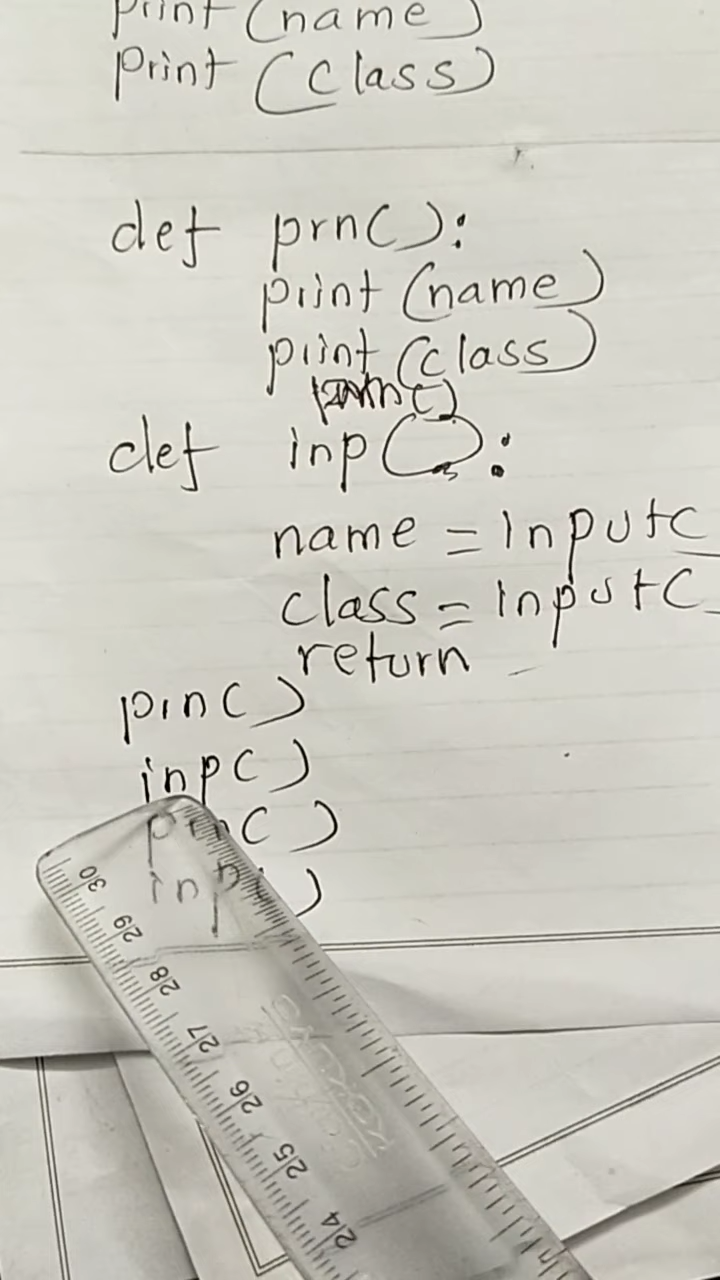 print (name)
print (class)
def prn():
print (name)
print (class)
def inp():
name = input(
class = input(
return
prn()
inp()
prn()
inp()
30
29
28
27
26
25
24